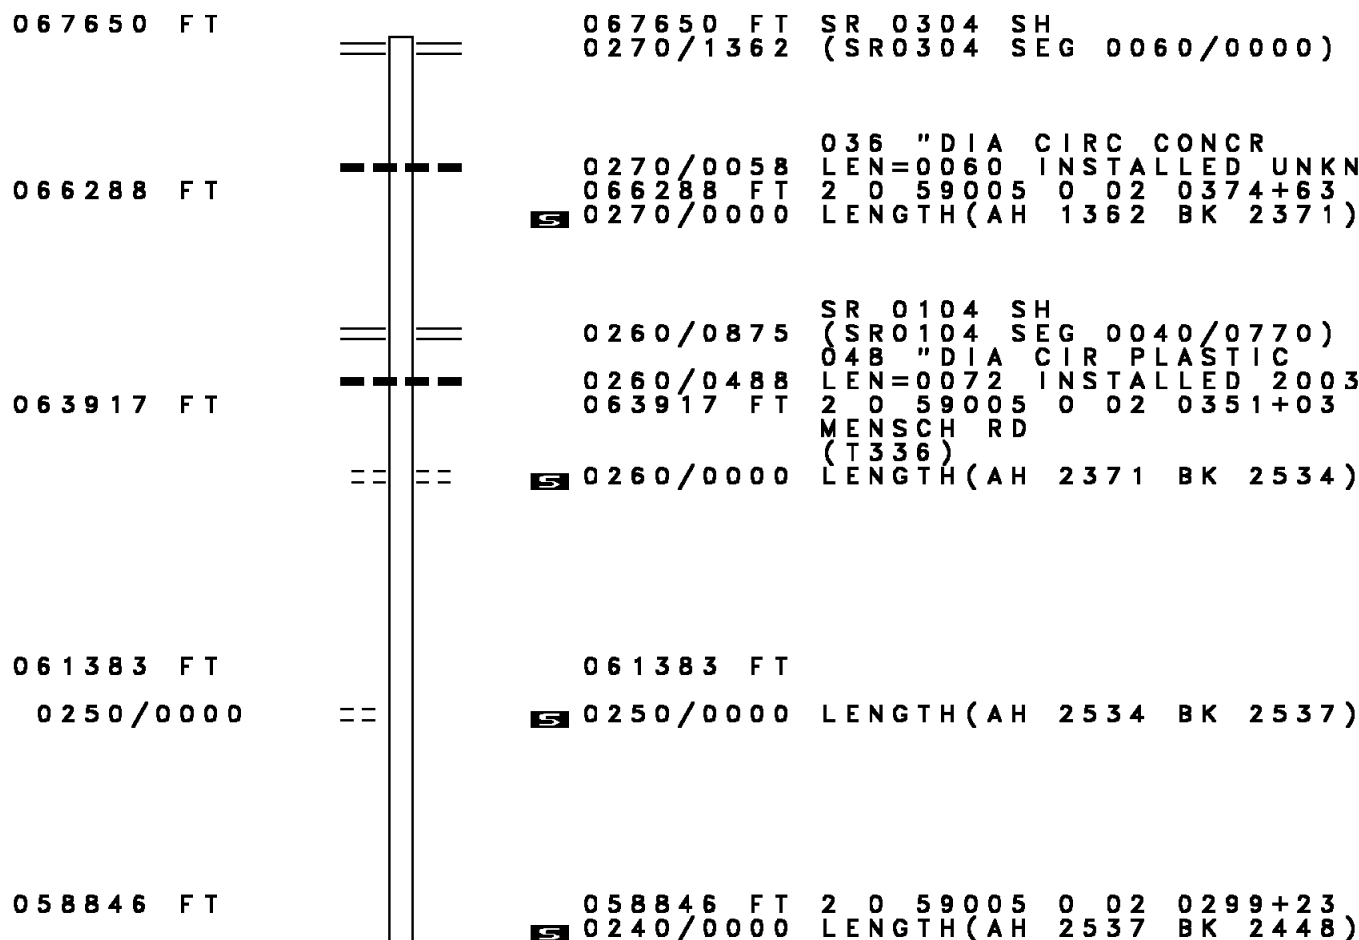 067650 FT 067650 FT SR 0304 SH
0270/1362 (SR0304 SEG 0060/0000)
036 "DIA CIRC CONCR
0270/0058 LEN=0060 INSTALLED UNKN
066288 FT 066288 FT 2 0 59005 0 02 0374+63
S 0270/0000 LENGTH(AH 1362 BK 2371)
SR 0104 SH
0260/0875 (SR0104 SEG 0040/0770)
048 "DIA CIR PLASTIC
0260/0488 LEN=0072 INSTALLED 2003
063917 FT 063917 FT 2 0 59005 0 02 0351+03
MENSCH RD
(T336)
S 0260/0000 LENGTH(AH 2371 BK 2534)
061383 FT 061383 FT
0250/0000 S 0250/0000 LENGTH(AH 2534 BK 2537)
058846 FT 058846 FT 2 0 59005 0 02 0299+23
S 0240/0000 LENGTH(AH 2537 BK 2448)